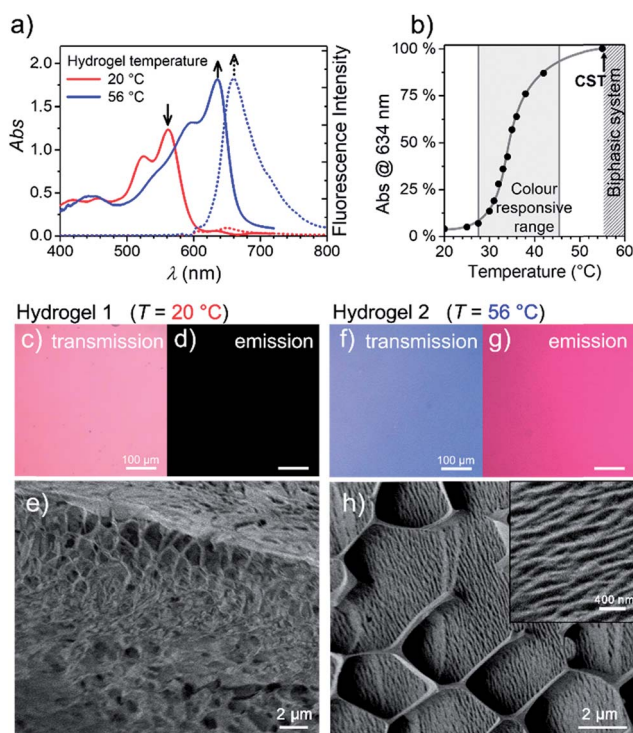 a)
Hydrogel temperature
20 °C
56 °C
Abs
2.0
1.5
1.0
0.5
0.0
400 500 600 700 800
λ (nm)
Fluorescence Intensity
b)
Abs @ 634 nm
100 %
75 %
50 %
25 %
0 %
CST
Biphasic system
Colour
responsive
range
20 30 40 50 60
Temperature (°C)
Hydrogel 1 (T = 20 °C)
Hydrogel 2 (T = 56 °C)
c) transmission
100 µm
d) emission
f) transmission
100 µm
g) emission
e)
2 µm
h)
400 nm
2 µm